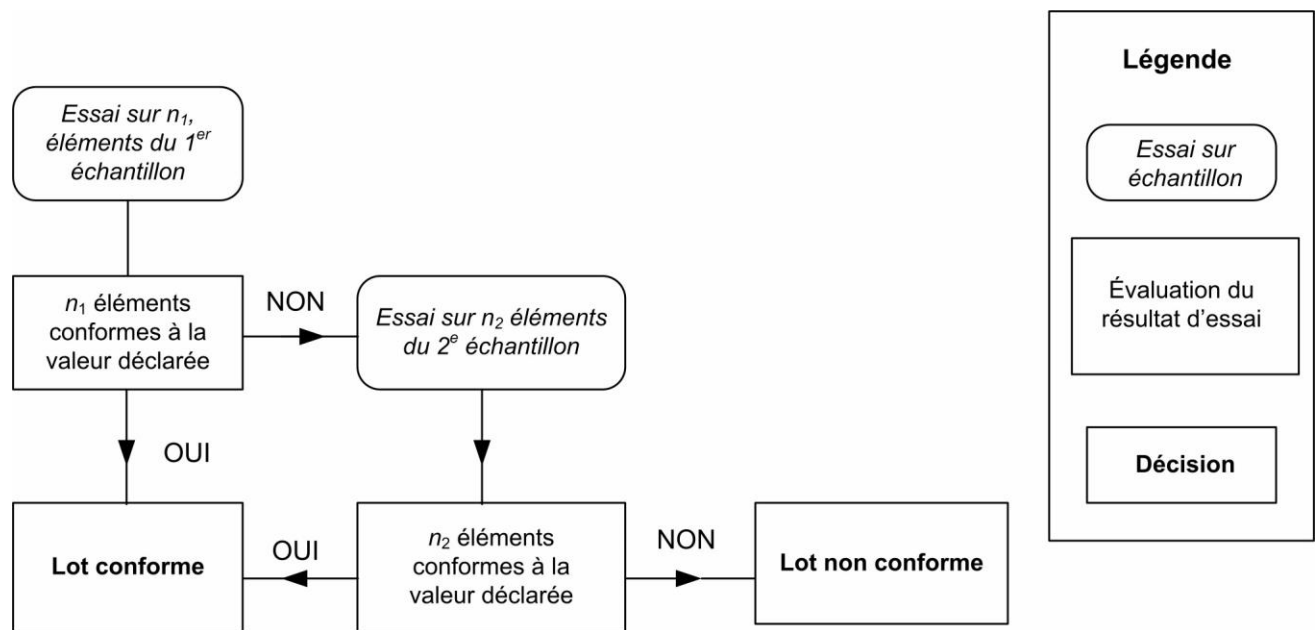 Essai sur n1,
éléments du 1er
échantillon
n1 éléments
conformes à la
valeur déclarée
NON
Essai sur n2 éléments
du 2e échantillon
OUI
Lot conforme
OUI
n2 éléments
conformes à la
valeur déclarée
NON
Lot non conforme
Légende
Essai sur
échantillon
Évaluation du
résultat d’essai
Décision